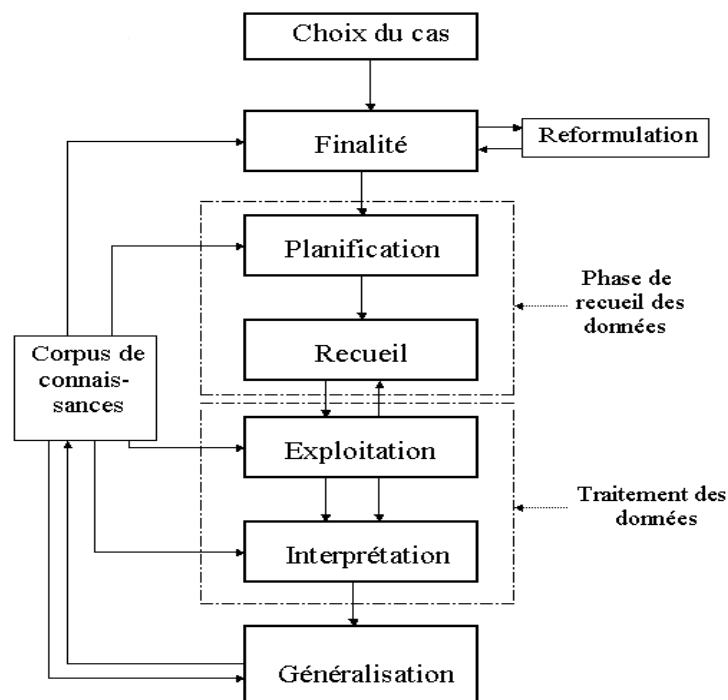 Choix du cas
Finalité
Reformulation
Planification
Phase de
recueil des
données
Recueil
Corpus de
connais-
sances
Exploitation
Traitement des
données
Interprétation
Généralisation